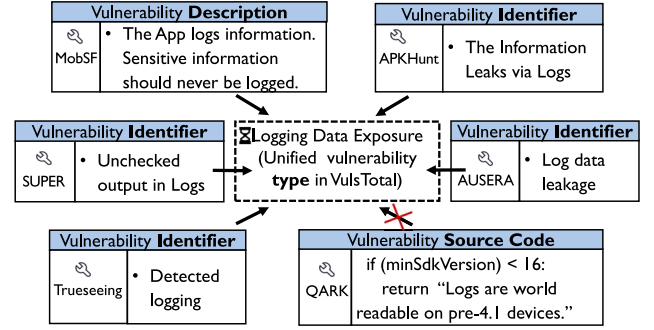 Vulnerability Description
MobSF
• The App logs information.
Sensitive information
should never be logged.
Vulnerability Identifier
APKHunt
• The Information
Leaks via Logs
Vulnerability Identifier
SUPER
• Unchecked
output in Logs
Logging Data Exposure
(Unified vulnerability
type in VulsTotal)
Vulnerability Identifier
AUSERA
• Log data
leakage
Vulnerability Identifier
Trueseeing
• Detected
logging
Vulnerability Source Code
QARK
if (minSdkVersion) < 16:
return “Logs are world
readable on pre-4.1 devices.”